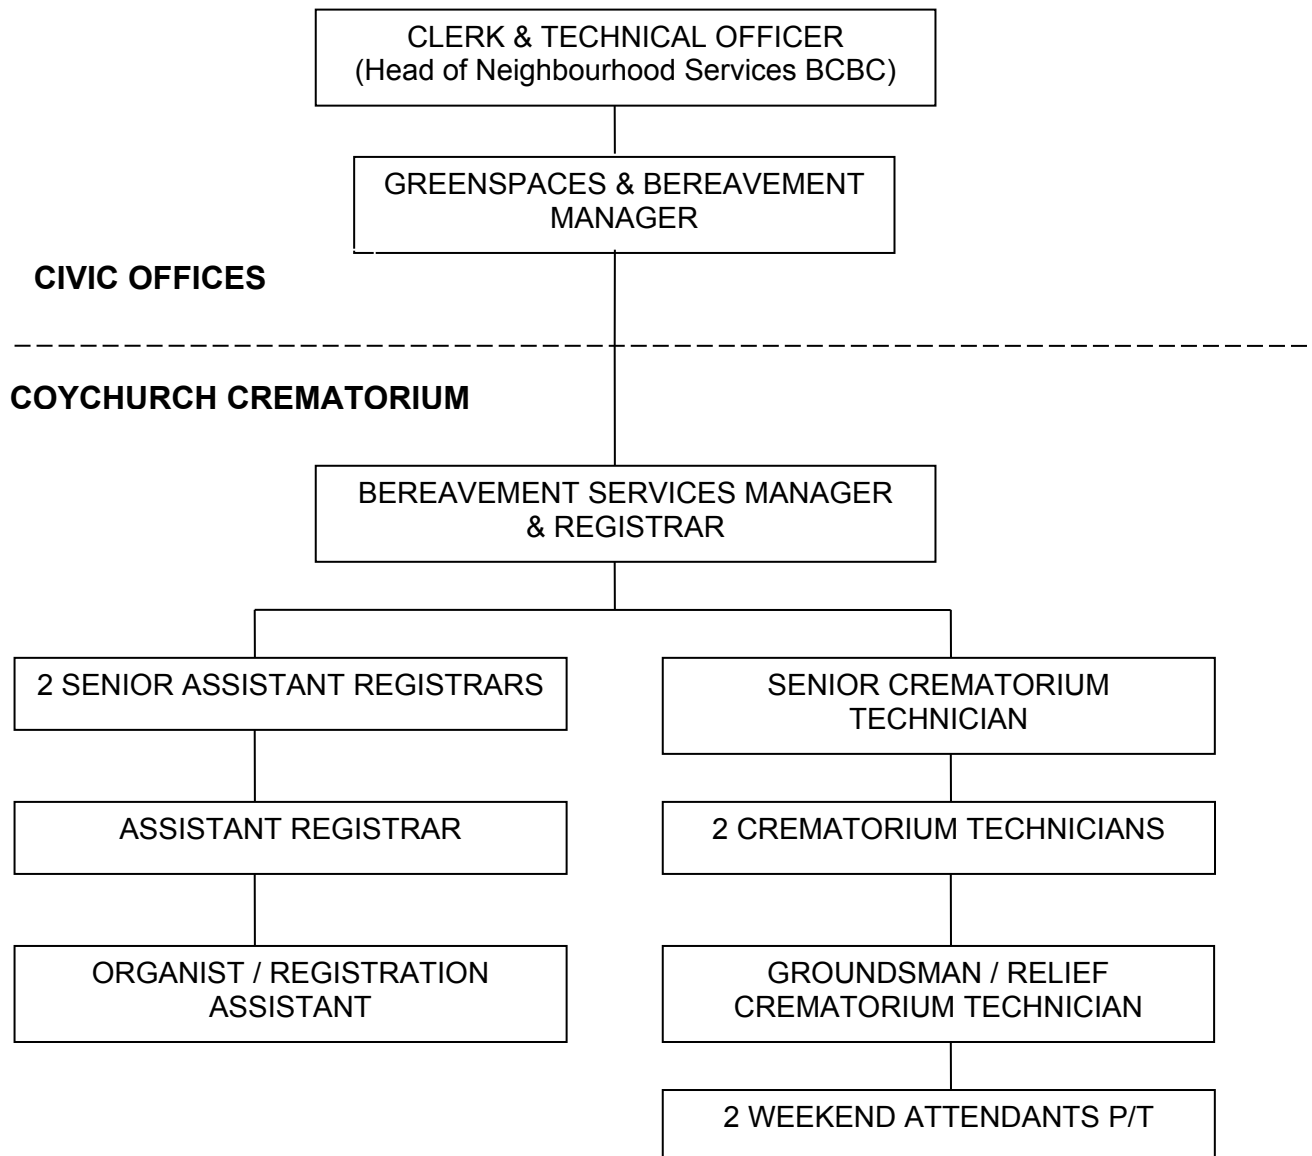 CLERK & TECHNICAL OFFICER
(Head of Neighbourhood Services BCBC)
GREENSPACES & BEREAVEMENT
MANAGER
CIVIC OFFICES
COYCHURCH CREMATORIUM
BEREAVEMENT SERVICES MANAGER
& REGISTRAR
2 SENIOR ASSISTANT REGISTRARS
SENIOR CREMATORIUM
TECHNICIAN
ASSISTANT REGISTRAR
2 CREMATORIUM TECHNICIANS
ORGANIST / REGISTRATION
ASSISTANT
GROUNDSMAN / RELIEF
CREMATORIUM TECHNICIAN
2 WEEKEND ATTENDANTS P/T